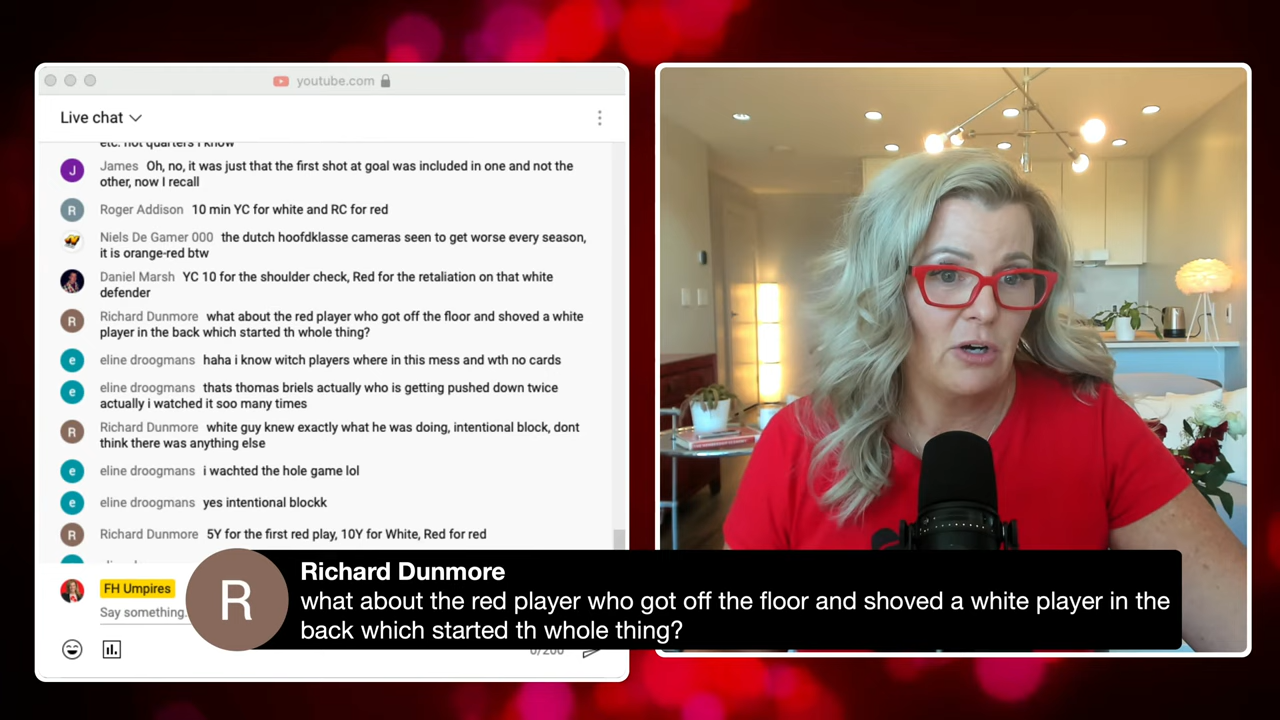 youtube.com
Live chat
etc. not quarters I know
J James Oh, no, it was just that the first shot at goal was included in one and not the
other, now I recall
R Roger Addison 10 min YC for white and RC for red
Niels De Gamer 000 the dutch hoofdklasse cameras seen to get worse every season,
it is orange-red btw
Daniel Marsh YC 10 for the shoulder check, Red for the retaliation on that white
defender
R Richard Dunmore what about the red player who got off the floor and shoved a white
player in the back which started th whole thing?
e eline droogmans haha i know witch players where in this mess and wth no cards
e eline droogmans thats thomas briels actually who is getting pushed down twice
actually i watched it soo many times
R Richard Dunmore white guy knew exactly what he was doing, intentional block, dont
think there was anything else
e eline droogmans i wachted the hole game lol
e eline droogmans yes intentional blockk
R Richard Dunmore 5Y for the first red play, 10Y for White, Red for red
FH Umpires
Say something.
0/200
R
Richard Dunmore
what about the red player who got off the floor and shoved a white player in the
back which started th whole thing?